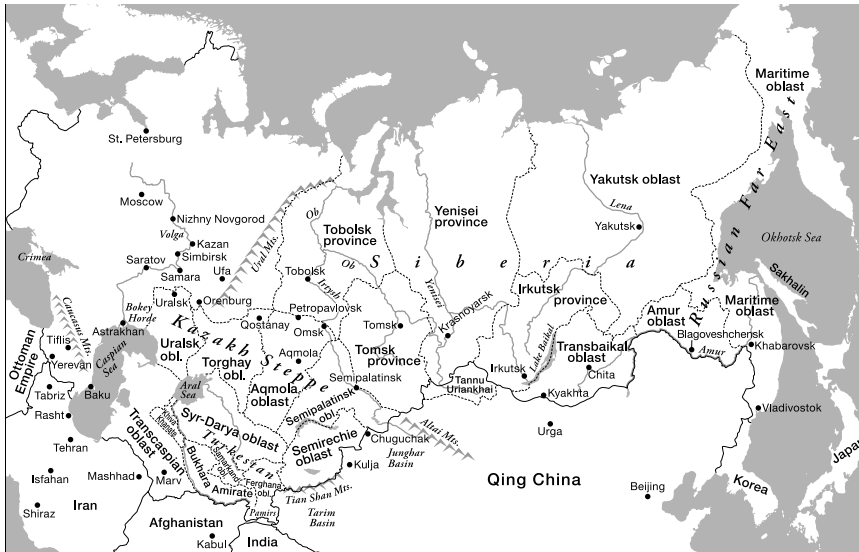 Maritime
oblast
St. Petersburg
Moscow
Nizhny Novgorod
Volga
Kazan
Simbirsk
Saratov
Samara
Ufa
Ural Mts.
Ob
Tobolsk
province
Ob
Yenisei
province
Yenisei
Siberia
Yakutsk oblast
Lena
Yakutsk
Russian Far East
Okhotsk Sea
Sakhalin
Crimea
Caucasus Mts.
Bokey
Horde
Uralsk
Orenburg
Tobolsk
Irtysh
Petropavlovsk
Qostanay
Omsk
Tomsk
Krasnoyarsk
Irkutsk
province
Amur
oblast
Maritime
oblast
Blagoveshchensk
Amur
Khabarovsk
Astrakhan
Caspian
Sea
Uralsk
obl.
Kazakh Steppe
Torghay
obl.
Aqmola
Aqmola
oblast
Tomsk
province
Lake Baikal
Transbaikal
oblast
Chita
Irkutsk
Kyakhta
Ottoman
Empire
Tiflis
Yerevan
Tabriz
Baku
Aral
Sea
Semipalatinsk
Semipalatinsk
obl.
Tannu
Uriankhai
Altai Mts.
Urga
Vladivostok
Rasht
Tehran
Transcaspian
oblast
Khiva
Khanate
Syr-Darya oblast
Turkestan
Semirechie
oblast
Chuguchak
Junghar
Basin
Kulja
Isfahan
Mashhad
Marv
Bukhara
Amirate
Samarkand
obl.
Ferghana
obl.
Tian Shan Mts.
Pamirs
Tarim
Basin
Qing China
Beijing
Korea
Japan
Shiraz
Iran
Afghanistan
Kabul
India